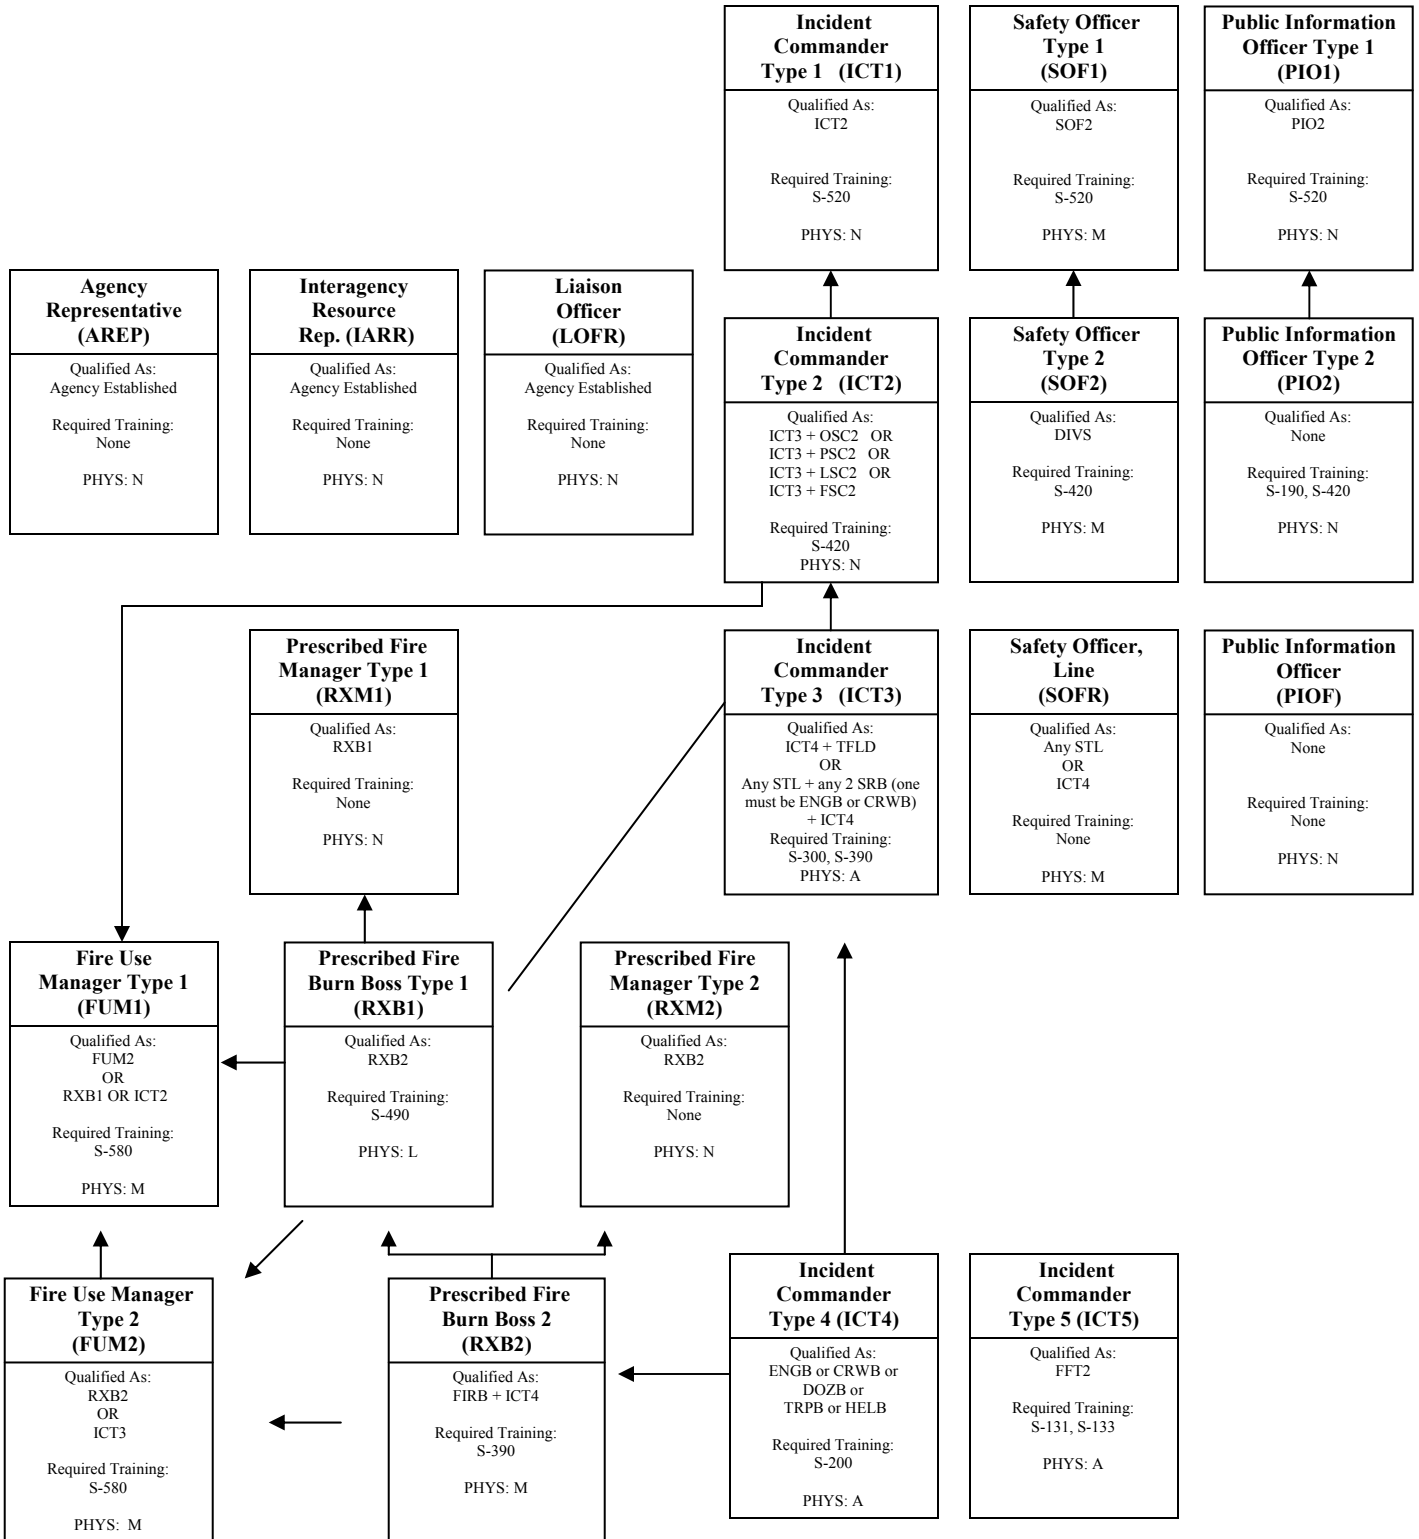 Incident
Commander
Type 1 (ICT1)
Qualified As:
ICT2
Required Training:
S-520
PHYS: N
Safety Officer
Type 1
(SOF1)
Qualified As:
SOF2
Required Training:
S-520
PHYS: M
Public Information
Officer Type 1
(PIO1)
Qualified As:
PIO2
Required Training:
S-520
PHYS: N
Agency
Representative
(AREP)
Qualified As:
Agency Established
Required Training:
None
PHYS: N
Interagency
Resource
Rep. (IARR)
Qualified As:
Agency Established
Required Training:
None
PHYS: N
Liaison
Officer
(LOFR)
Qualified As:
Agency Established
Required Training:
None
PHYS: N
Incident
Commander
Type 2 (ICT2)
Qualified As:
ICT3 + OSC2 OR
ICT3 + PSC2 OR
ICT3 + LSC2 OR
ICT3 + FSC2
Required Training:
S-420
PHYS: N
Safety Officer
Type 2
(SOF2)
Qualified As:
DIVS
Required Training:
S-420
PHYS: M
Public Information
Officer Type 2
(PIO2)
Qualified As:
None
Required Training:
S-190, S-420
PHYS: N
Prescribed Fire
Manager Type 1
(RXM1)
Qualified As:
RXB1
Required Training:
None
PHYS: N
Incident
Commander
Type 3 (ICT3)
Qualified As:
ICT4 + TFLD
OR
Any STL + any 2 SRB (one
must be ENGB or CRWB)
+ ICT4
Required Training:
S-300, S-390
PHYS: A
Safety Officer,
Line
(SOFR)
Qualified As:
Any STL
OR
ICT4
Required Training:
None
PHYS: M
Public Information
Officer
(PIOF)
Qualified As:
None
Required Training:
None
PHYS: N
Fire Use
Manager Type 1
(FUM1)
Qualified As:
FUM2
OR
RXB1 OR ICT2
Required Training:
S-580
PHYS: M
Prescribed Fire
Burn Boss Type 1
(RXB1)
Qualified As:
RXB2
Required Training:
S-490
PHYS: L
Prescribed Fire
Manager Type 2
(RXM2)
Qualified As:
RXB2
Required Training:
None
PHYS: N
Fire Use Manager
Type 2
(FUM2)
Qualified As:
RXB2
OR
ICT3
Required Training:
S-580
PHYS: M
Prescribed Fire
Burn Boss 2
(RXB2)
Qualified As:
FIRB + ICT4
Required Training:
S-390
PHYS: M
Incident
Commander
Type 4 (ICT4)
Qualified As:
ENGB or CRWB or
DOZB or
TRPB or HELB
Required Training:
S-200
PHYS: A
Incident
Commander
Type 5 (ICT5)
Qualified As:
FFT2
Required Training:
S-131, S-133
PHYS: A